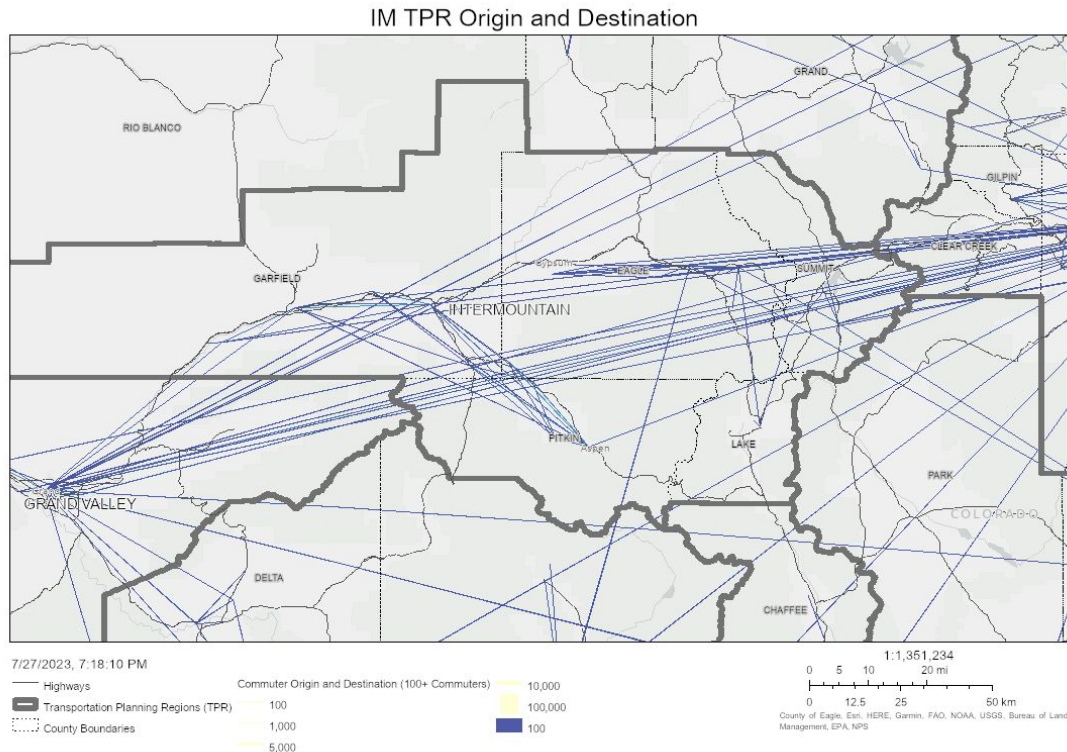 IM TPR Origin and Destination
GRAND
RIO BLANCO
GILPIN
CLEAR CREEK
Gypsum
EAGLE
SUMMIT
GARFIELD
INTERMOUNTAIN
PITKIN
Aspen
LAKE
PARK
GRAND VALLEY
COLORADO
DELTA
CHAFFEE
7/27/2023, 7:18:10 PM
1:1,351,234
0 5 10 20 mi
0 12.5 25 50 km
Highways
Transportation Planning Regions (TPR)
County Boundaries
Commuter Origin and Destination (100+ Commuters)
100
1,000
5,000
10,000
100,000
100
County of Eagle, Esri, HERE, Garmin, FAO, NOAA, USGS, Bureau of Land
Management, EPA, NPS